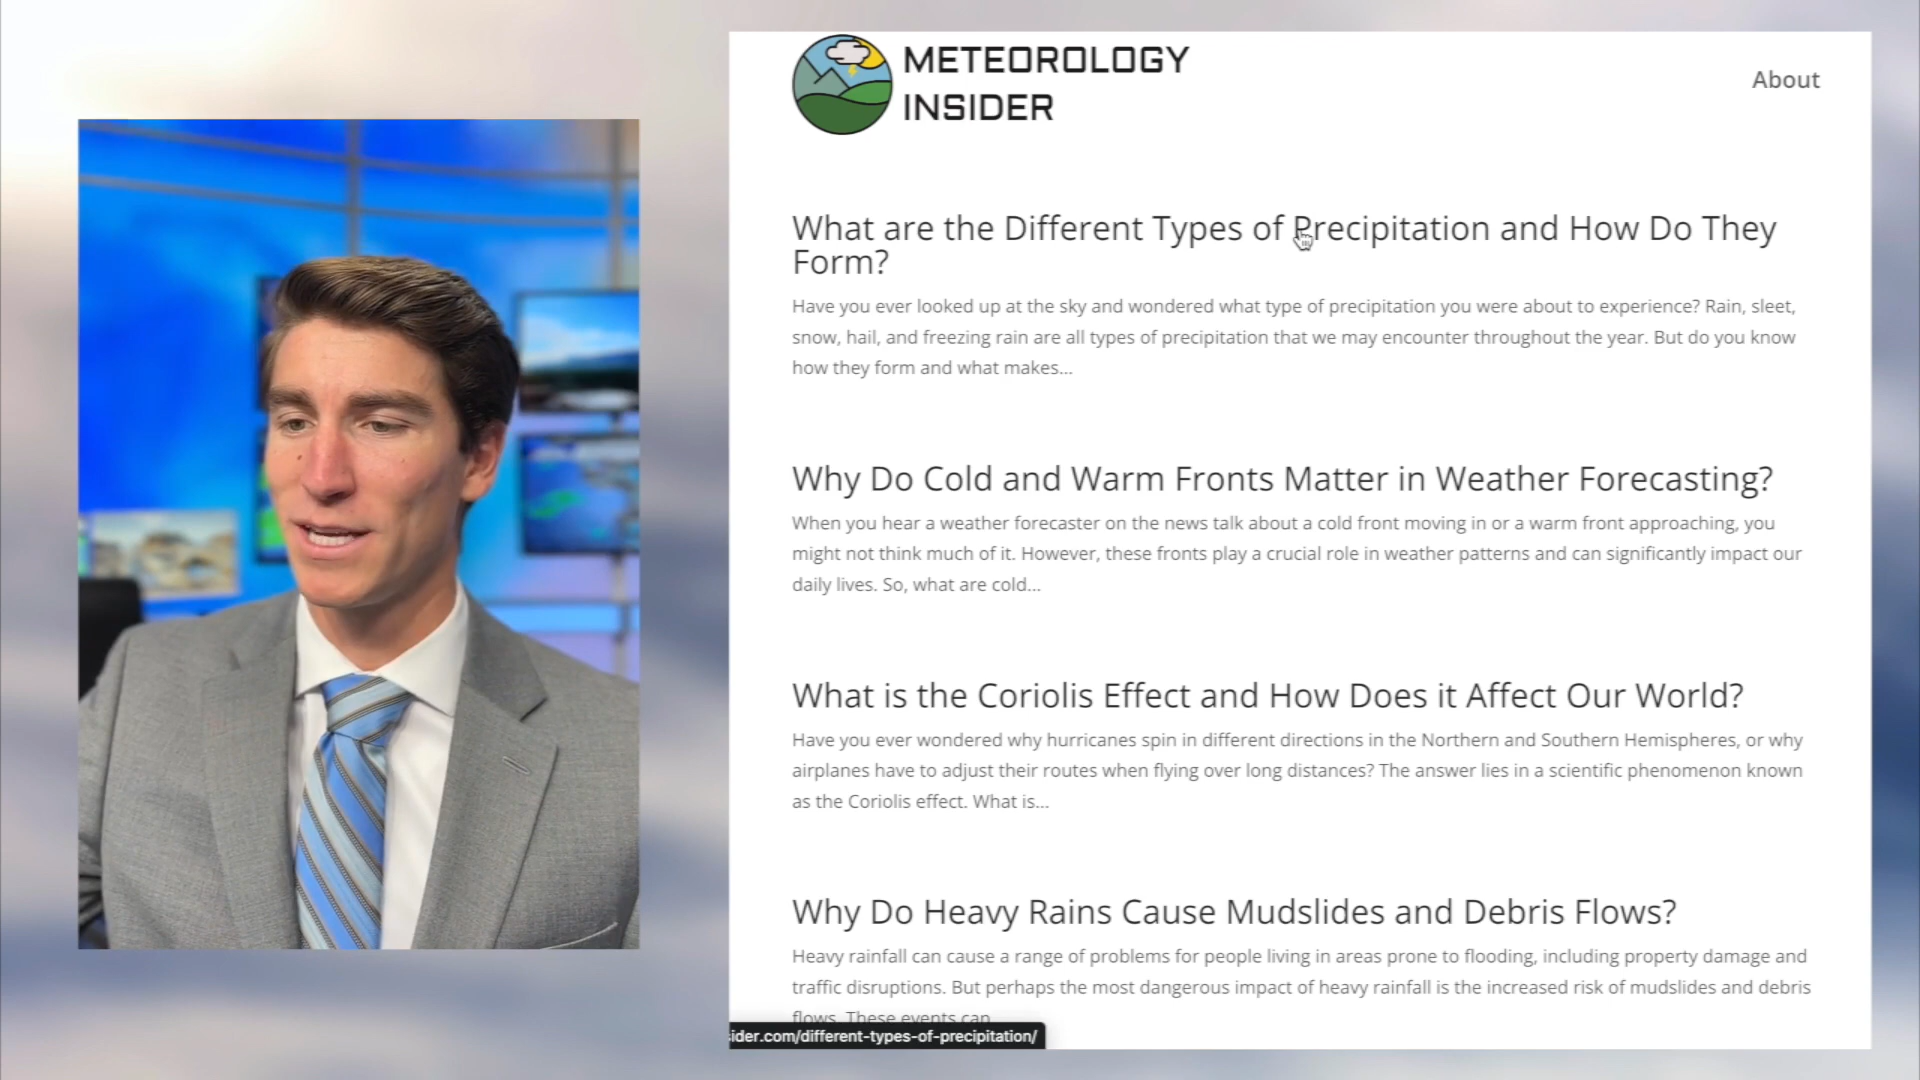 METEOROLOGY
INSIDER
About
What are the Different Types of Precipitation and How Do They
Form?
Have you ever looked up at the sky and wondered what type of precipitation you were about to experience? Rain, sleet,
snow, hail, and freezing rain are all types of precipitation that we may encounter throughout the year. But do you know
how they form and what makes...
Why Do Cold and Warm Fronts Matter in Weather Forecasting?
When you hear a weather forecaster on the news talk about a cold front moving in or a warm front approaching, you
might not think much of it. However, these fronts play a crucial role in weather patterns and can significantly impact our
daily lives. So, what are cold...
What is the Coriolis Effect and How Does it Affect Our World?
Have you ever wondered why hurricanes spin in different directions in the Northern and Southern Hemispheres, or why
airplanes have to adjust their routes when flying over long distances? The answer lies in a scientific phenomenon known
as the Coriolis effect. What is...
Why Do Heavy Rains Cause Mudslides and Debris Flows?
Heavy rainfall can cause a range of problems for people living in areas prone to flooding, including property damage and
traffic disruptions. But perhaps the most dangerous impact of heavy rainfall is the increased risk of mudslides and debris
flows. These events can
sider.com/different-types-of-precipitation/